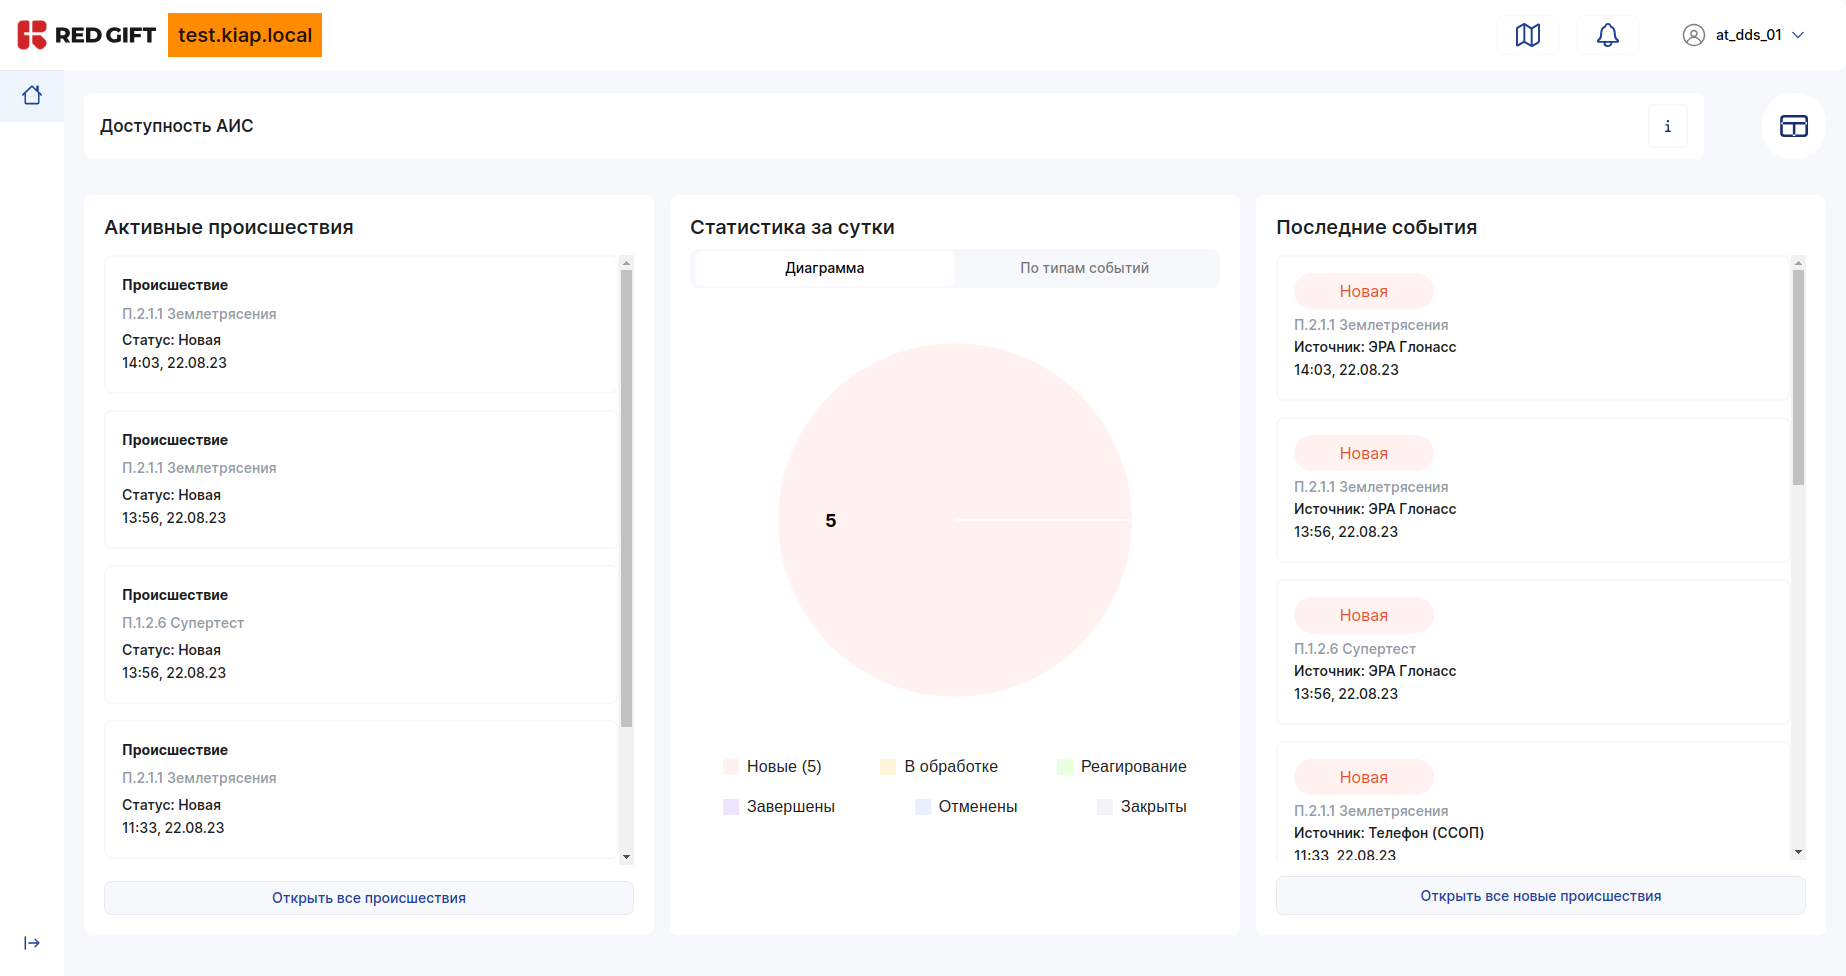 RED GIFT
test.kiap.local
at_dds_01
Доступность АИС
i
Активные происшествия
Происшествие
П.2.1.1 Землетрясения
Статус: Новая
14:03, 22.08.23
Происшествие
П.2.1.1 Землетрясения
Статус: Новая
13:56, 22.08.23
Происшествие
П.1.2.6 Супертест
Статус: Новая
13:56, 22.08.23
Происшествие
П.2.1.1 Землетрясения
Статус: Новая
11:33, 22.08.23
Открыть все происшествия
Статистика за сутки
Диаграмма
По типам событий
5
Новые (5)
В обработке
Реагирование
Завершены
Отменены
Закрыты
Последние события
Новая
П.2.1.1 Землетрясения
Источник: ЭРА Глонасс
14:03, 22.08.23
Новая
П.2.1.1 Землетрясения
Источник: ЭРА Глонасс
13:56, 22.08.23
Новая
П.1.2.6 Супертест
Источник: ЭРА Глонасс
13:56, 22.08.23
Новая
П.2.1.1 Землетрясения
Источник: Телефон (ССОП)
11:33, 22.08.23
Открыть все новые происшествия